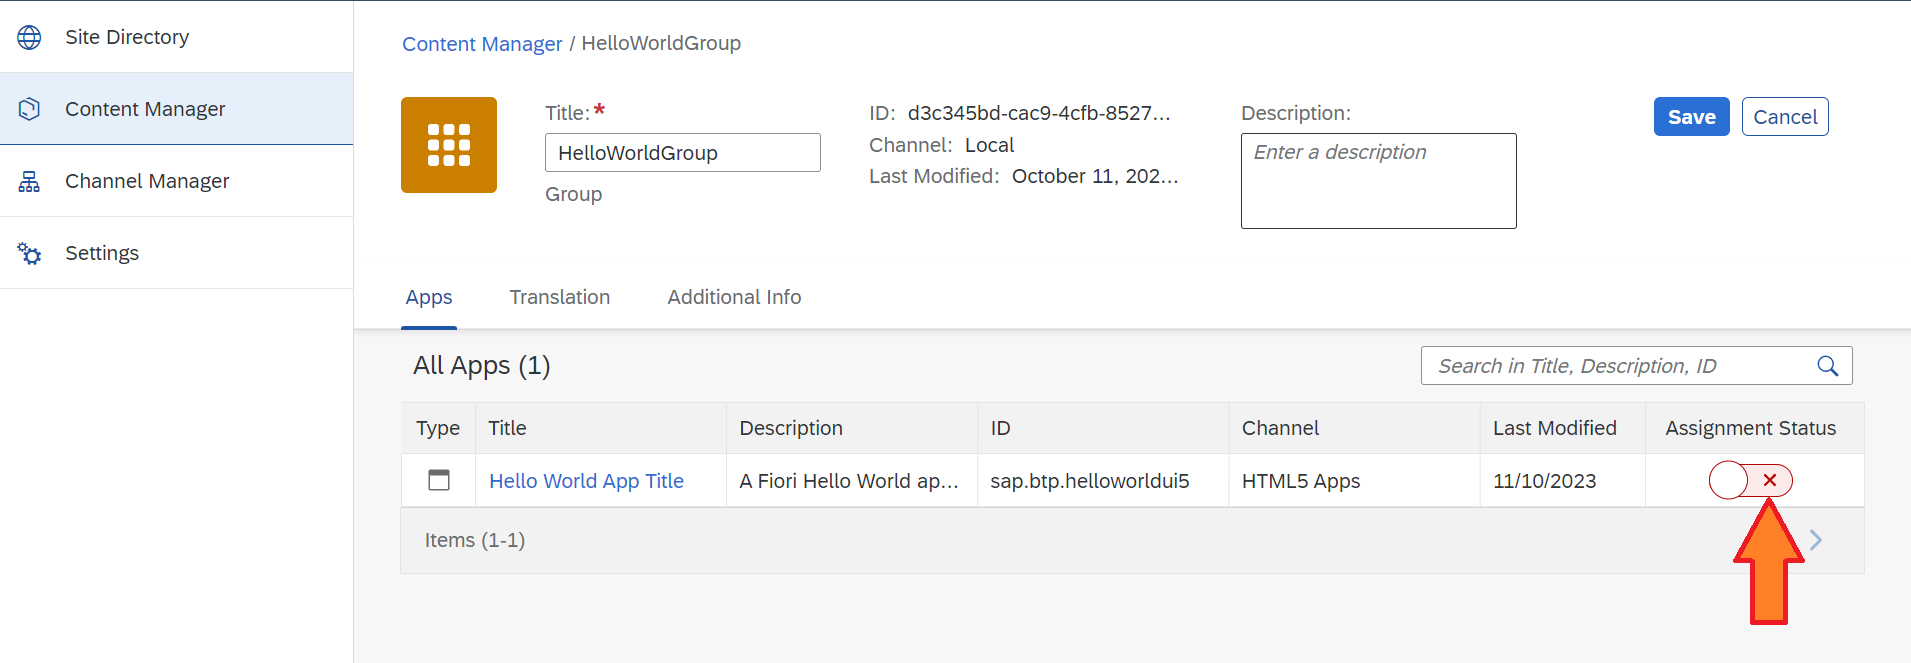 Site Directory
Content Manager
Channel Manager
Settings
Content Manager / HelloWorldGroup
Title:*
HelloWorldGroup
Group
ID: d3c345bd-cac9-4cfb-8527...
Channel: Local
Last Modified: October 11, 202...
Description:
Enter a description
Save
Cancel
Apps Translation Additional Info
All Apps (1)
Search in Title, Description, ID
Type Title Description ID Channel Last Modified Assignment Status
Hello World App Title A Fiori Hello World ap... sap.btp.helloworldui5 HTML5 Apps 11/10/2023
Items (1-1)